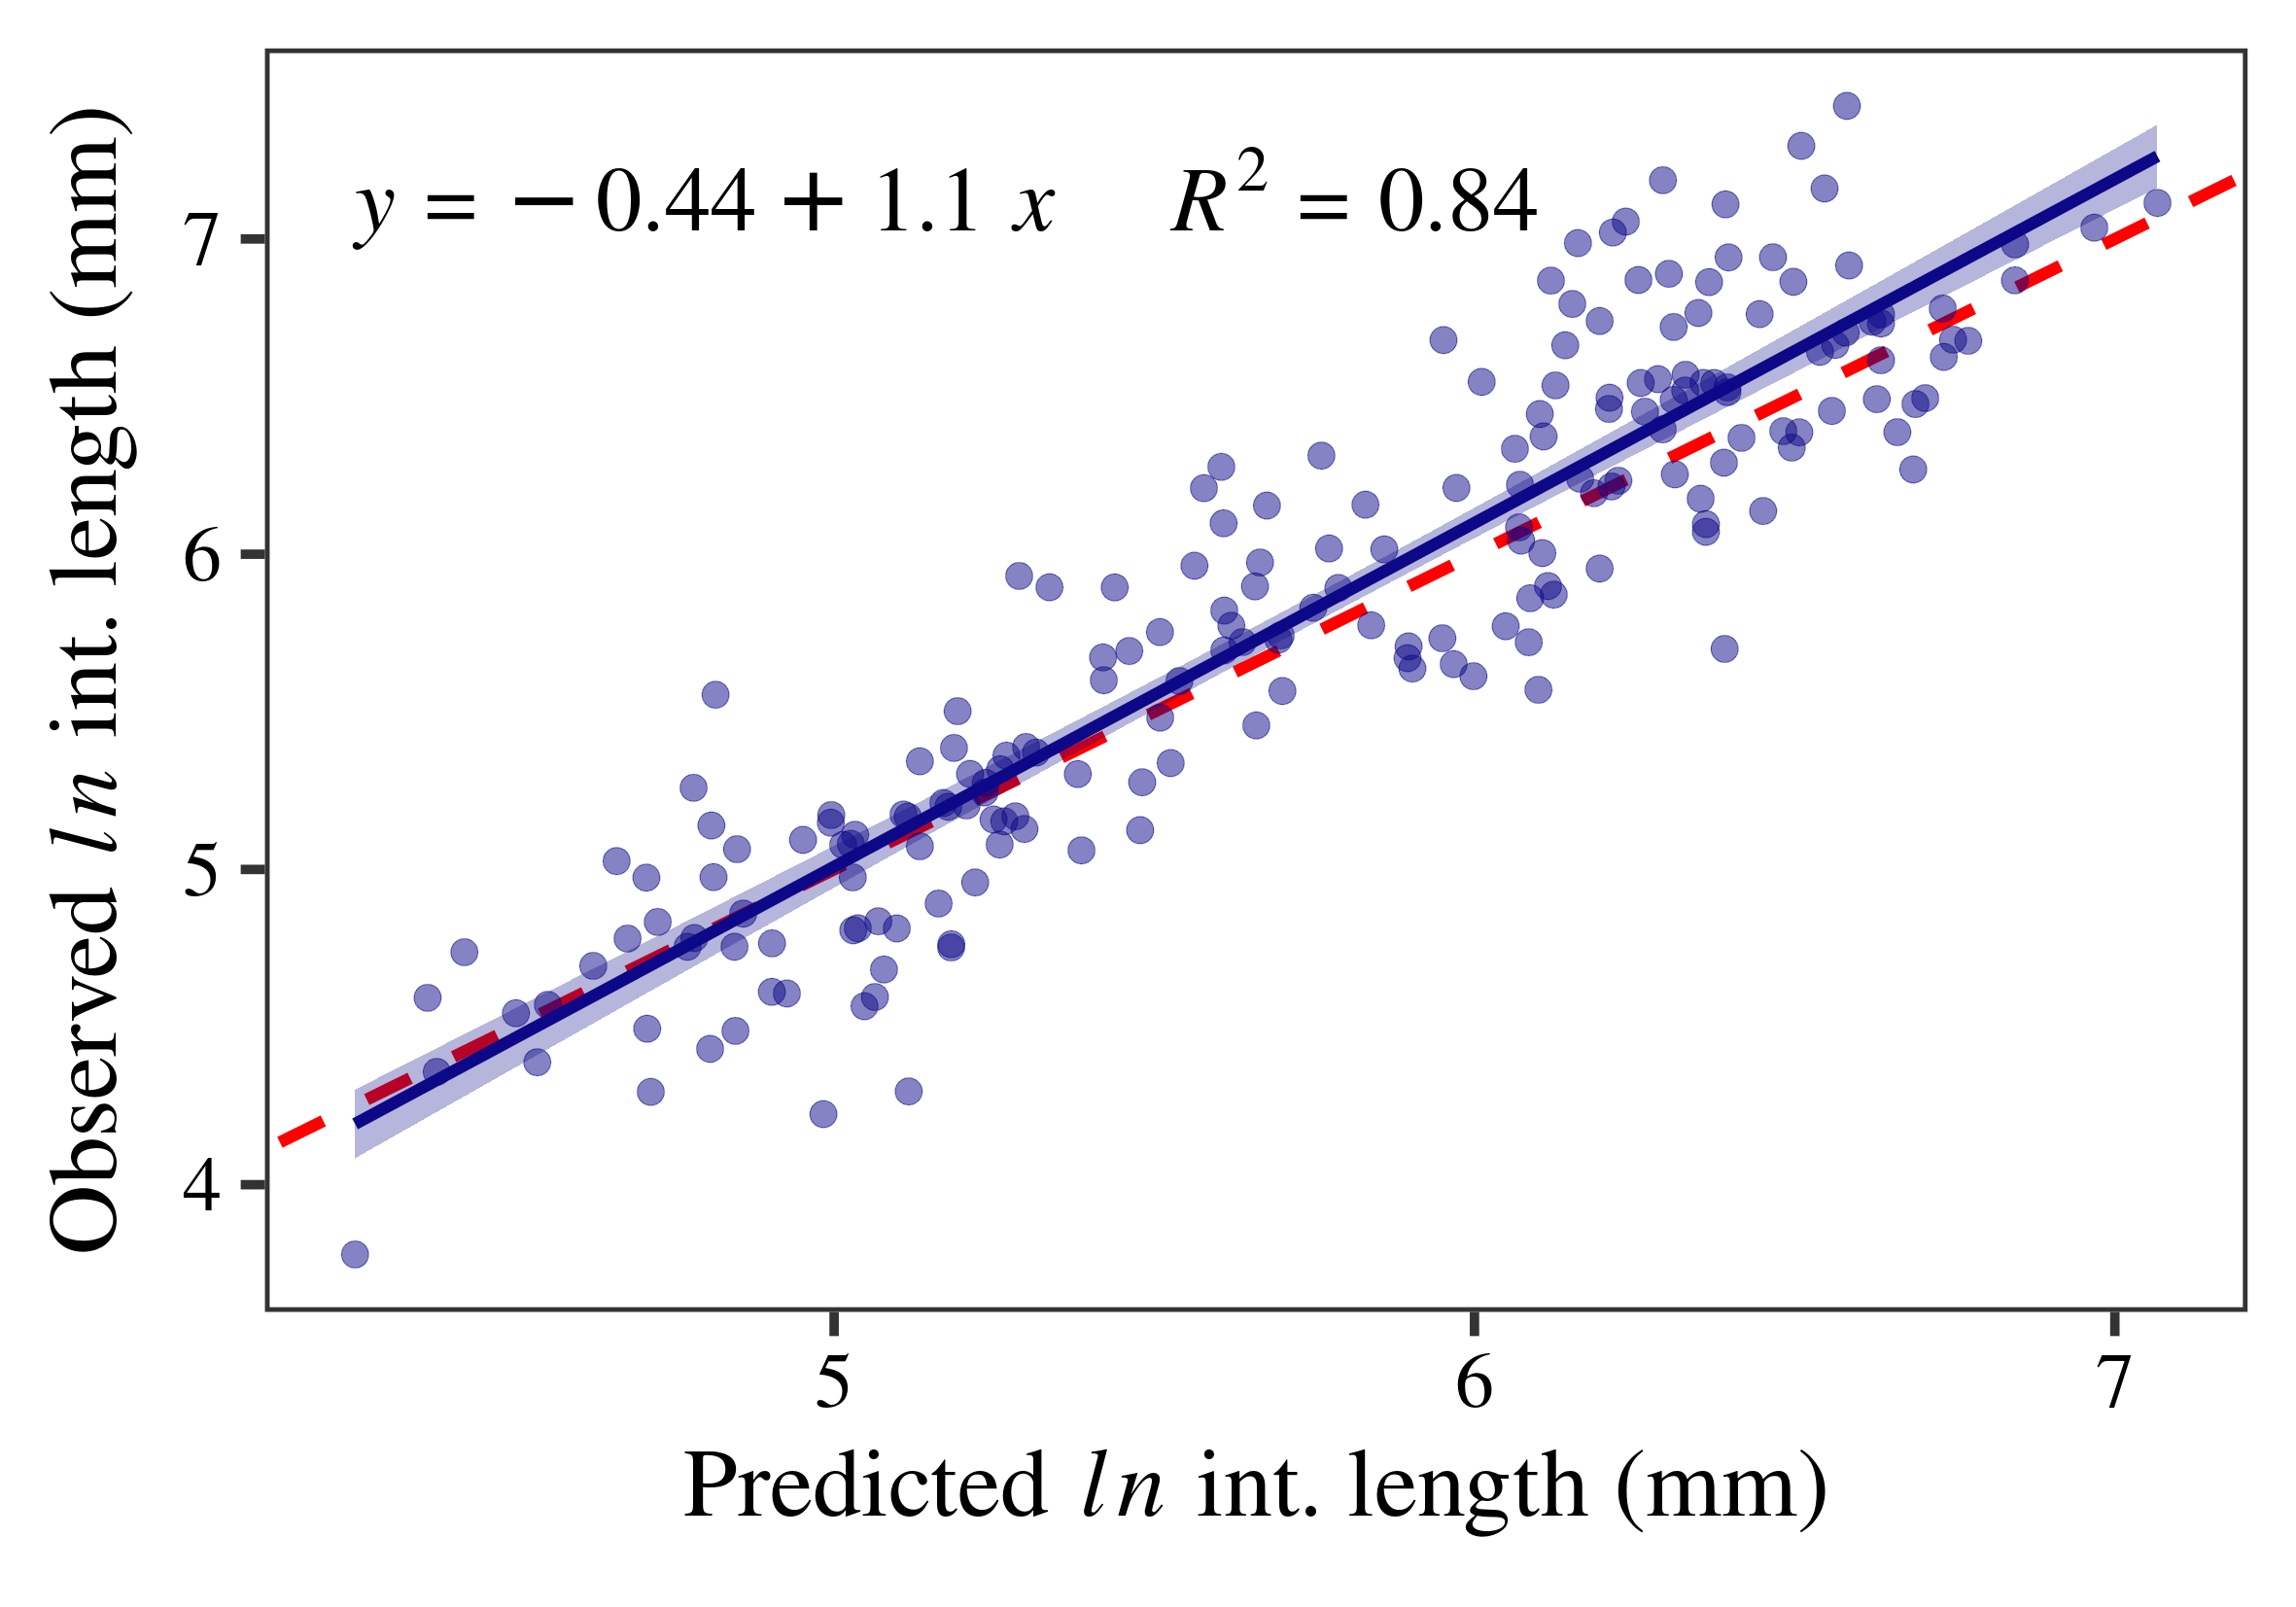 y = − 0.44 + 1.1 x R² = 0.84
Observed ln int. length (mm)
7
6
5
4
5 6 7
Predicted ln int. length (mm)